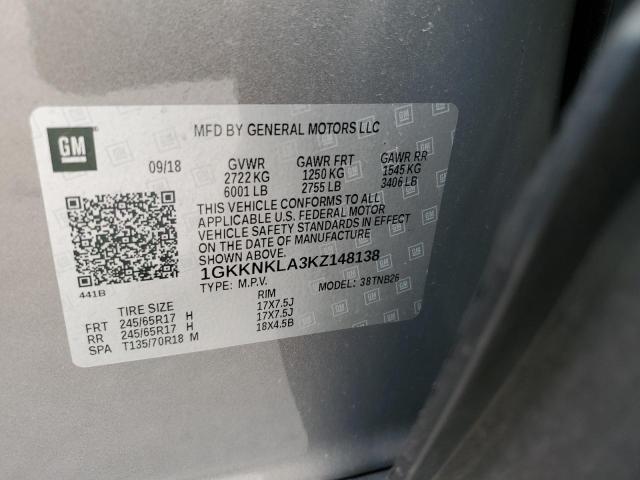 GM
MFD BY GENERAL MOTORS LLC
09/18 GVWR GAWR FRT GAWR RR
2722 KG 1250 KG 1545 KG
6001 LB 2755 LB 3406 LB
THIS VEHICLE CONFORMS TO ALL
APPLICABLE U.S. FEDERAL MOTOR
VEHICLE SAFETY STANDARDS IN EFFECT
ON THE DATE OF MANUFACTURE
SHOWN ABOVE
1GKKNKLA3KZ148138
441B TYPE: M.P.V. MODEL: 38TNB26
TIRE SIZE RIM
FRT 245/65R17 H 17X7.5J
RR 245/65R17 H 17X7.5J
SPA T135/70R18 M 18X4.5B